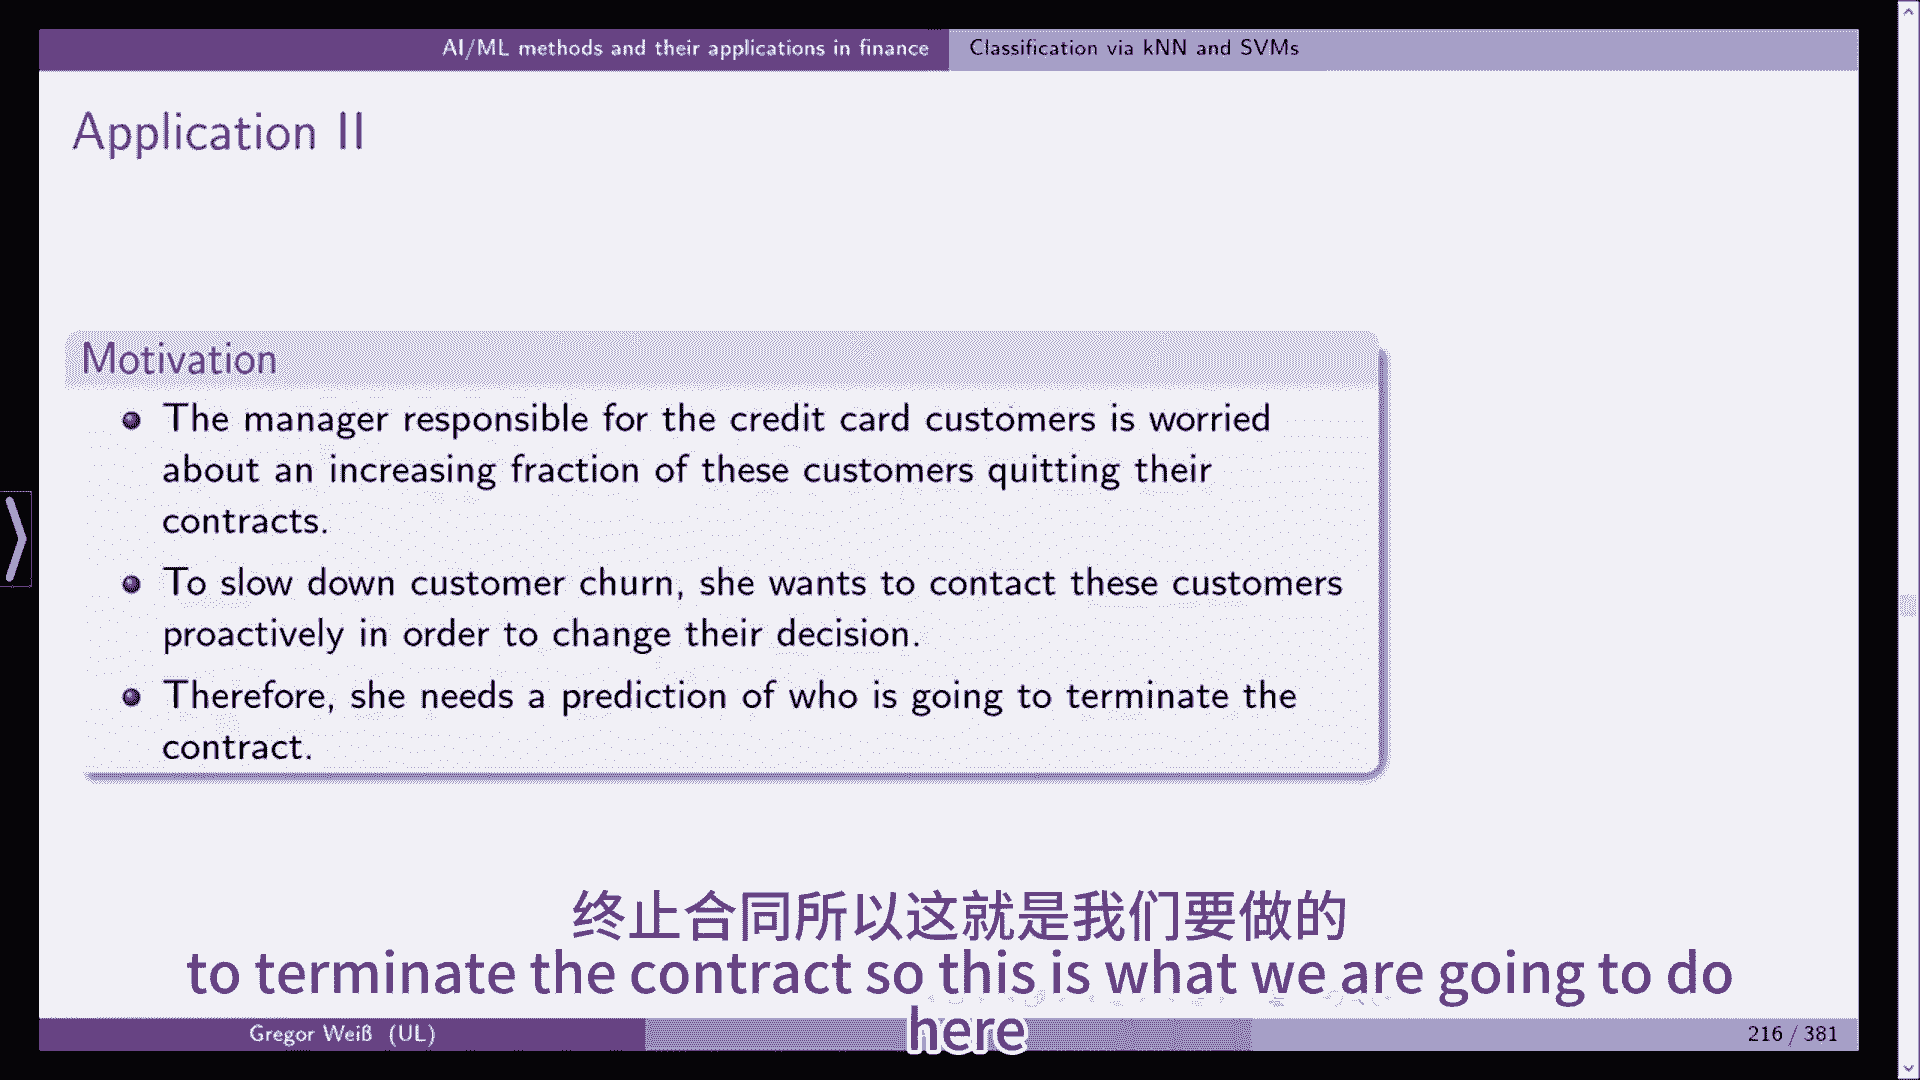 AI/ML methods and their applications in finance
Classification via kNN and SVMs
Application II
Motivation
The manager responsible for the credit card customers is worried
about an increasing fraction of these customers quitting their
contracts.
To slow down customer churn, she wants to contact these customers
proactively in order to change their decision.
Therefore, she needs a prediction of who is going to terminate the
contract.
终止合同所以这就是我们要做的
to terminate the contract so this is what we are going to do
here
Gregor Weiß (UL)
216 / 381